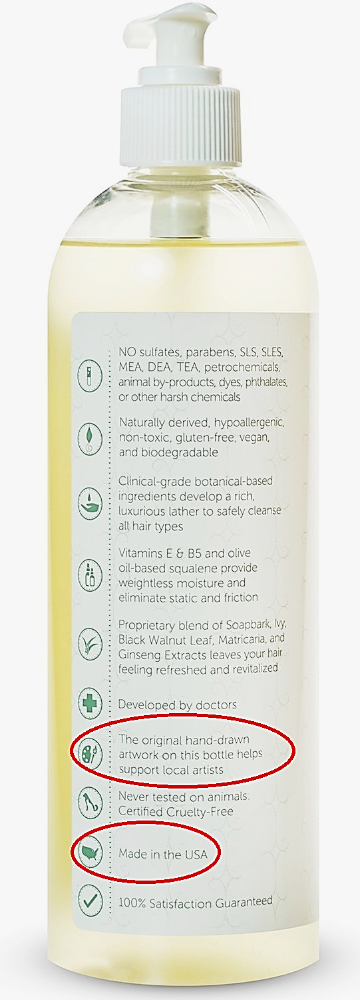 NO sulfates, parabens, SLS, SLES,
MEA, DEA, TEA, petrochemicals,
animal by-products, dyes, phthalates,
or other harsh chemicals
Naturally derived, hypoallergenic,
non-toxic, gluten-free, vegan,
and biodegradable
Clinical-grade botanical-based
ingredients develop a rich,
luxurious lather to safely cleanse
all hair types
Vitamins E & B5 and olive
oil-based squalene provide
weightless moisture and
eliminate static and friction
Proprietary blend of Soapbark, Ivy,
Black Walnut Leaf, Matricaria, and
Ginseng Extracts leaves your hair
feeling refreshed and revitalized
Developed by doctors
The original hand-drawn
artwork on this bottle helps
support local artists
Never tested on animals.
Certified Cruelty-Free
Made in the USA
100% Satisfaction Guaranteed